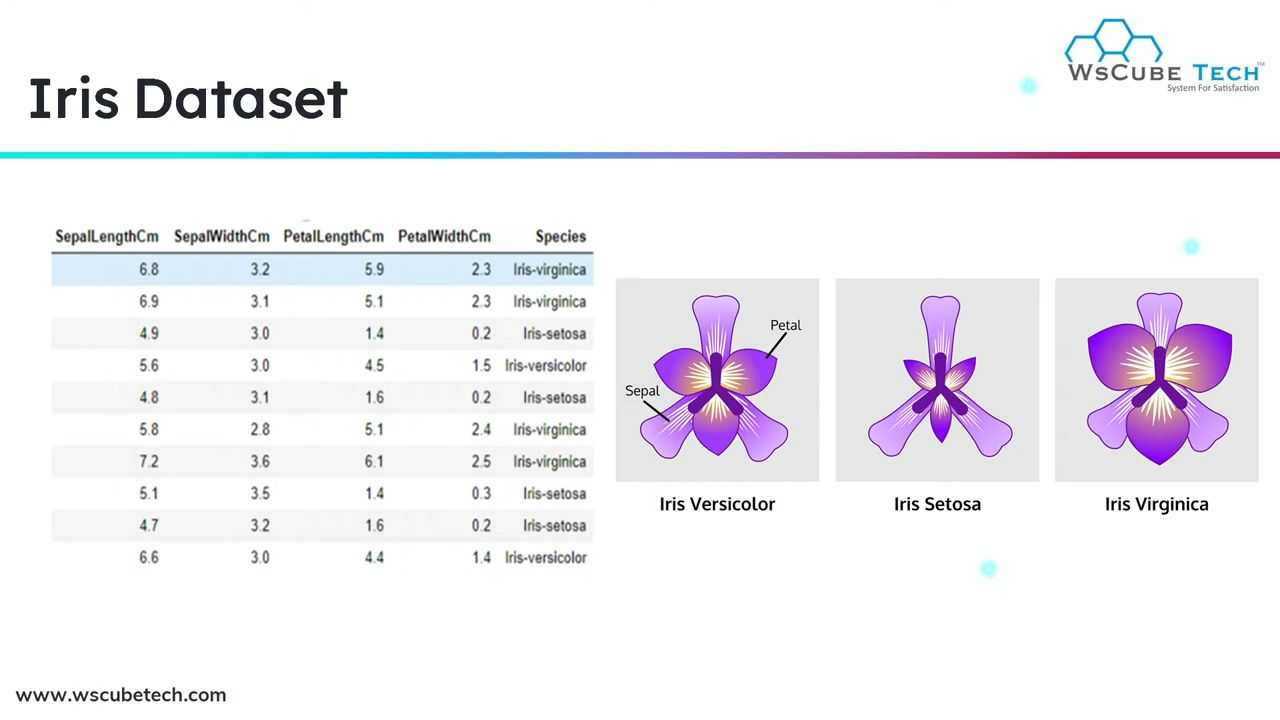 WsCube Tech™
System For Satisfaction
Iris Dataset
SepalLengthCm SepalWidthCm PetalLengthCm PetalWidthCm Species
6.8 3.2 5.9 2.3 Iris-virginica
6.9 3.1 5.1 2.3 Iris-virginica
4.9 3.0 1.4 0.2 Iris-setosa
5.6 3.0 4.5 1.5 Iris-versicolor
4.8 3.1 1.6 0.2 Iris-setosa
5.8 2.8 5.1 2.4 Iris-virginica
7.2 3.6 6.1 2.5 Iris-virginica
5.1 3.5 1.4 0.3 Iris-setosa
4.7 3.2 1.6 0.2 Iris-setosa
6.6 3.0 4.4 1.4 Iris-versicolor
Petal
Sepal
Iris Versicolor
Iris Setosa
Iris Virginica
www.wscubetech.com